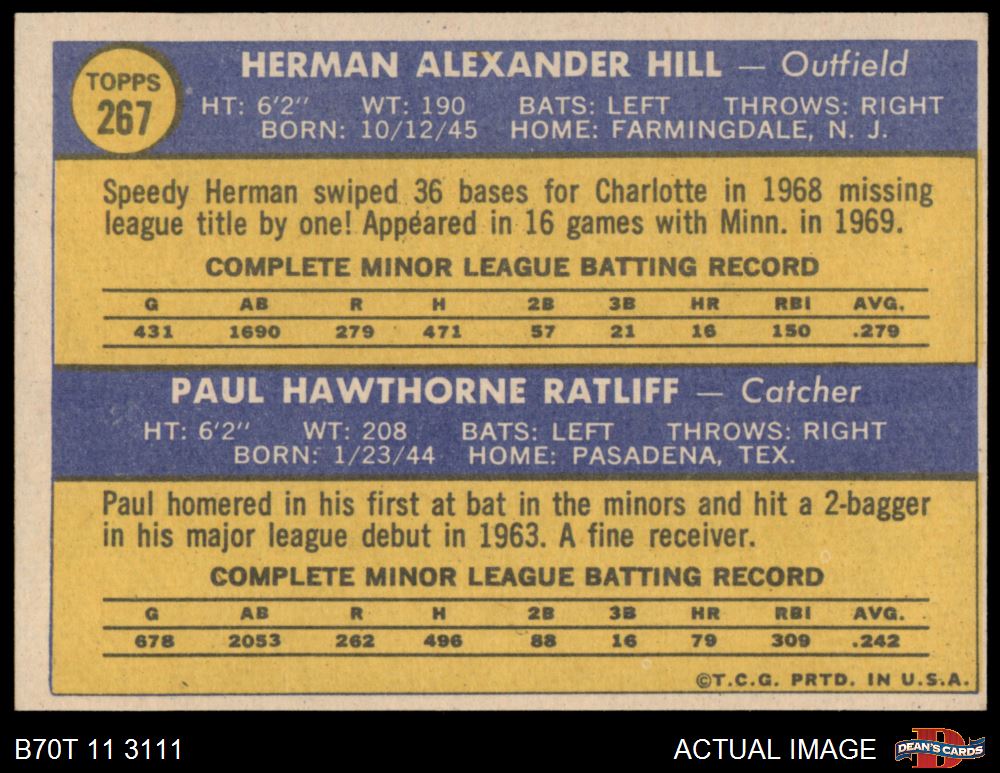 TOPPS
267
HERMAN ALEXANDER HILL — Outfield
HT: 6'2" WT: 190 BATS: LEFT THROWS: RIGHT
BORN: 10/12/45 HOME: FARMINGDALE, N. J.
Speedy Herman swiped 36 bases for Charlotte in 1968 missing
league title by one! Appeared in 16 games with Minn. in 1969.
COMPLETE MINOR LEAGUE BATTING RECORD
G AB R H 2B 3B HR RBI AVG.
431 1690 279 471 57 21 16 150 .279
PAUL HAWTHORNE RATLIFF — Catcher
HT: 6'2" WT: 208 BATS: LEFT THROWS: RIGHT
BORN: 1/23/44 HOME: PASADENA, TEX.
Paul homered in his first at bat in the minors and hit a 2-bagger
in his major league debut in 1963. A fine receiver.
COMPLETE MINOR LEAGUE BATTING RECORD
G AB R H 2B 3B HR RBI AVG.
678 2053 262 496 88 16 79 309 .242
©T.C.G. PRTD. IN U.S.A.
B70T 11 3111 ACTUAL IMAGE D DEAN'S CARDS